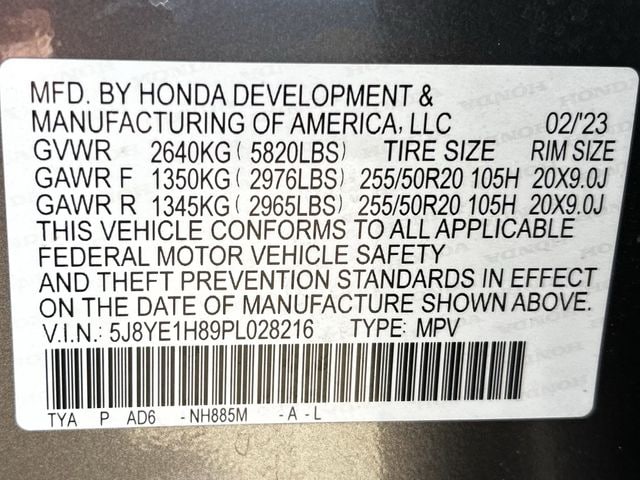 MFD. BY HONDA DEVELOPMENT &
MANUFACTURING OF AMERICA, LLC 02/'23
GVWR 2640KG ( 5820LBS) TIRE SIZE RIM SIZE
GAWR F 1350KG ( 2976LBS) 255/50R20 105H 20X9.0J
GAWR R 1345KG ( 2965LBS) 255/50R20 105H 20X9.0J
THIS VEHICLE CONFORMS TO ALL APPLICABLE
FEDERAL MOTOR VEHICLE SAFETY
AND THEFT PREVENTION STANDARDS IN EFFECT
ON THE DATE OF MANUFACTURE SHOWN ABOVE.
V.I.N.: 5J8YE1H89PL028216 TYPE: MPV
TYA P AD6 -NH885M -A-L